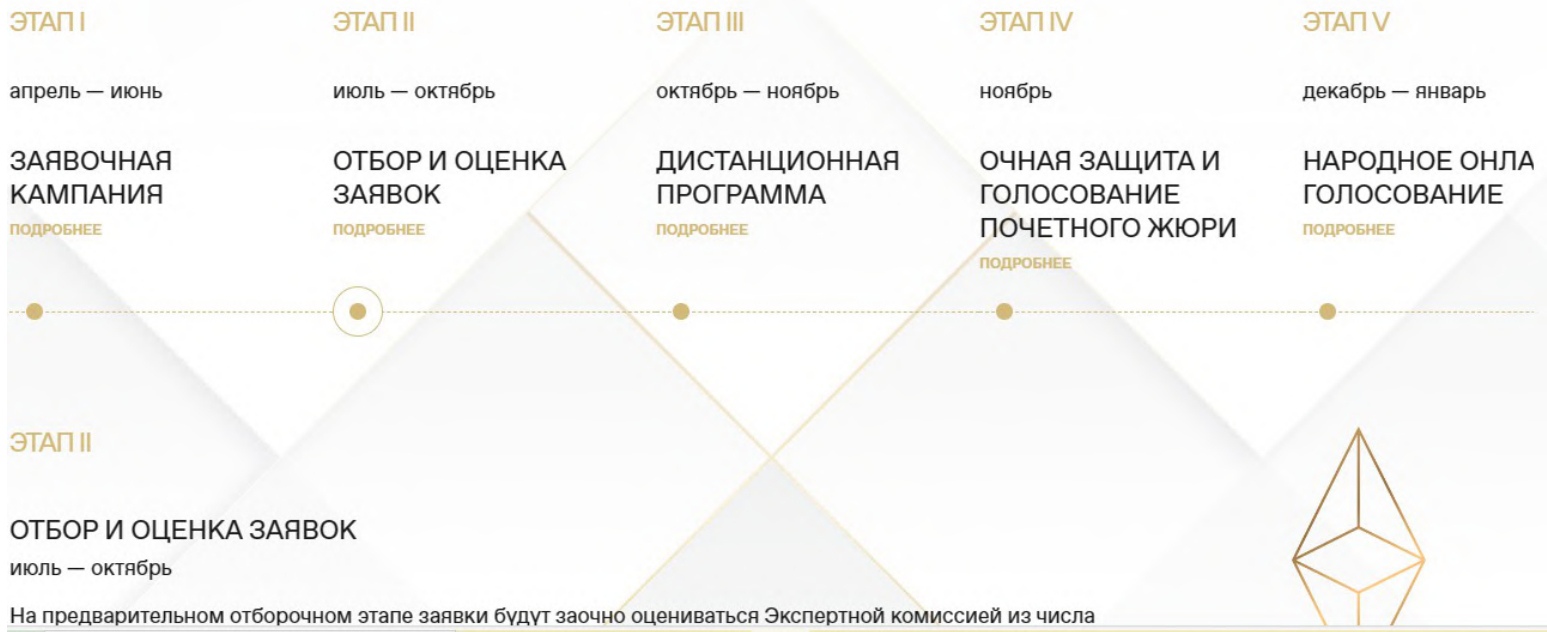 ЭТАП I
апрель — июнь
ЗАЯВОЧНАЯ
КАМПАНИЯ
ПОДРОБНЕЕ
ЭТАП II
июль — октябрь
ОТБОР И ОЦЕНКА
ЗАЯВОК
ПОДРОБНЕЕ
ЭТАП III
октябрь — ноябрь
ДИСТАНЦИОННАЯ
ПРОГРАММА
ПОДРОБНЕЕ
ЭТАП IV
ноябрь
ОЧНАЯ ЗАЩИТА И
ГОЛОСОВАНИЕ
ПОЧЕТНОГО ЖЮРИ
ПОДРОБНЕЕ
ЭТАП V
декабрь — январь
НАРОДНОЕ ОНЛА
ГОЛОСОВАНИЕ
ПОДРОБНЕЕ
ЭТАП II
ОТБОР И ОЦЕНКА ЗАЯВОК
июль — октябрь
На предварительном отборочном этапе заявки будут заочно оцениваться Экспертной комиссией из числа